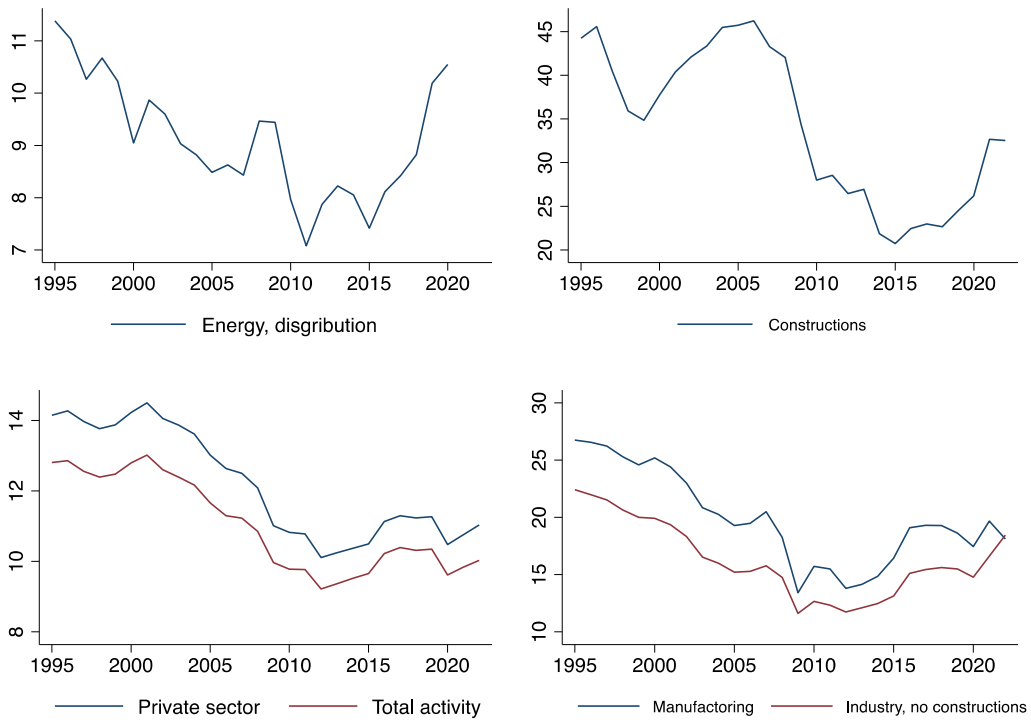 11
10
9
8
7
1995 2000 2005 2010 2015 2020
Energy, disgribution
45
40
35
30
25
20
1995 2000 2005 2010 2015 2020
Constructions
14
12
10
8
1995 2000 2005 2010 2015 2020
Private sector Total activity
30
25
20
15
10
1995 2000 2005 2010 2015 2020
Manufactoring Industry, no constructions